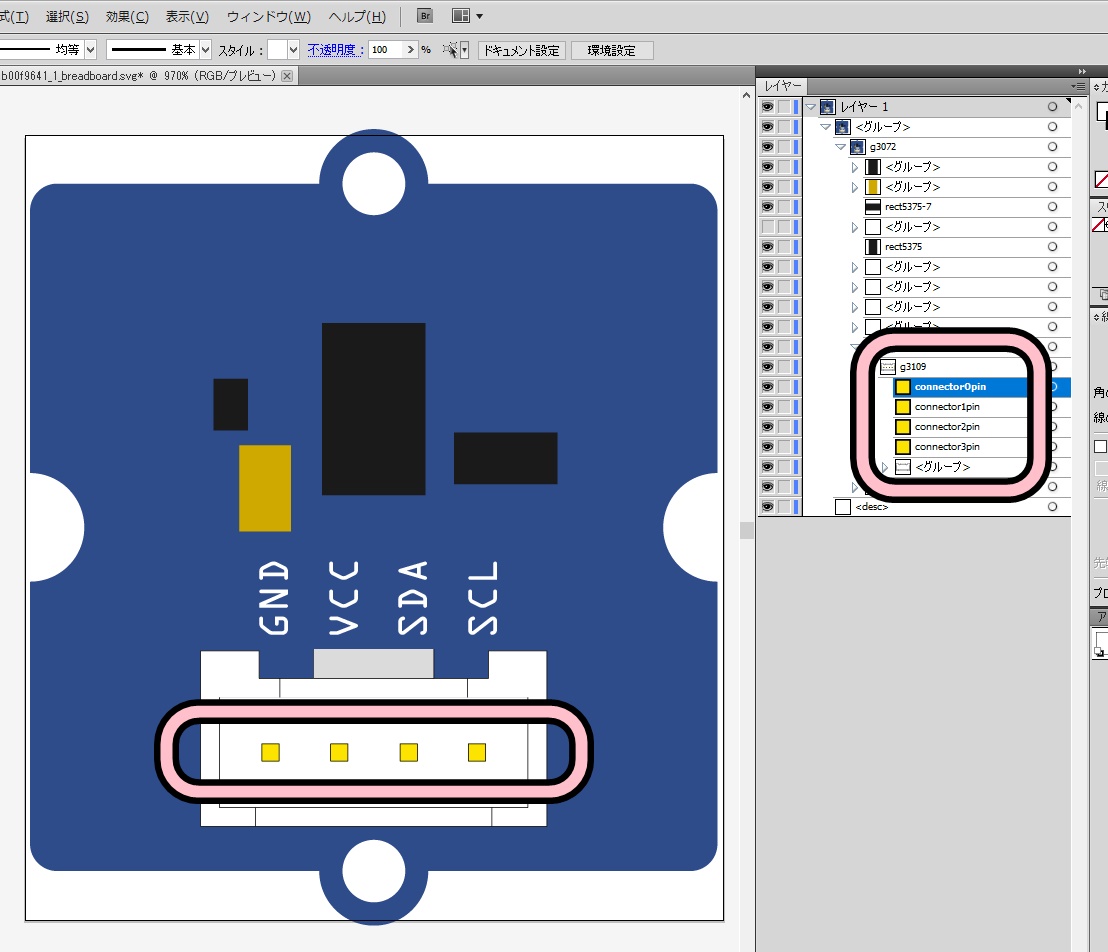 式(T) 選択(S) 効果(C) 表示(V) ウィンドウ(W) ヘルプ(H) Br
均等 基本 スタイル : 不透明度 : 100 % ドキュメント設定 環境設定
b00f9641_1_breadboard.svg* @ 970% (RGB/プレビュー)
レイヤー
レイヤー 1
<グループ>
g3072
<グループ>
<グループ>
rect5375-7
<グループ>
rect5375
<グループ>
<グループ>
<グループ>
<グループ>
g3109
connector0pin
connector1pin
connector2pin
connector3pin
<グループ>
<desc>
GND
VCC
SDA
SCL